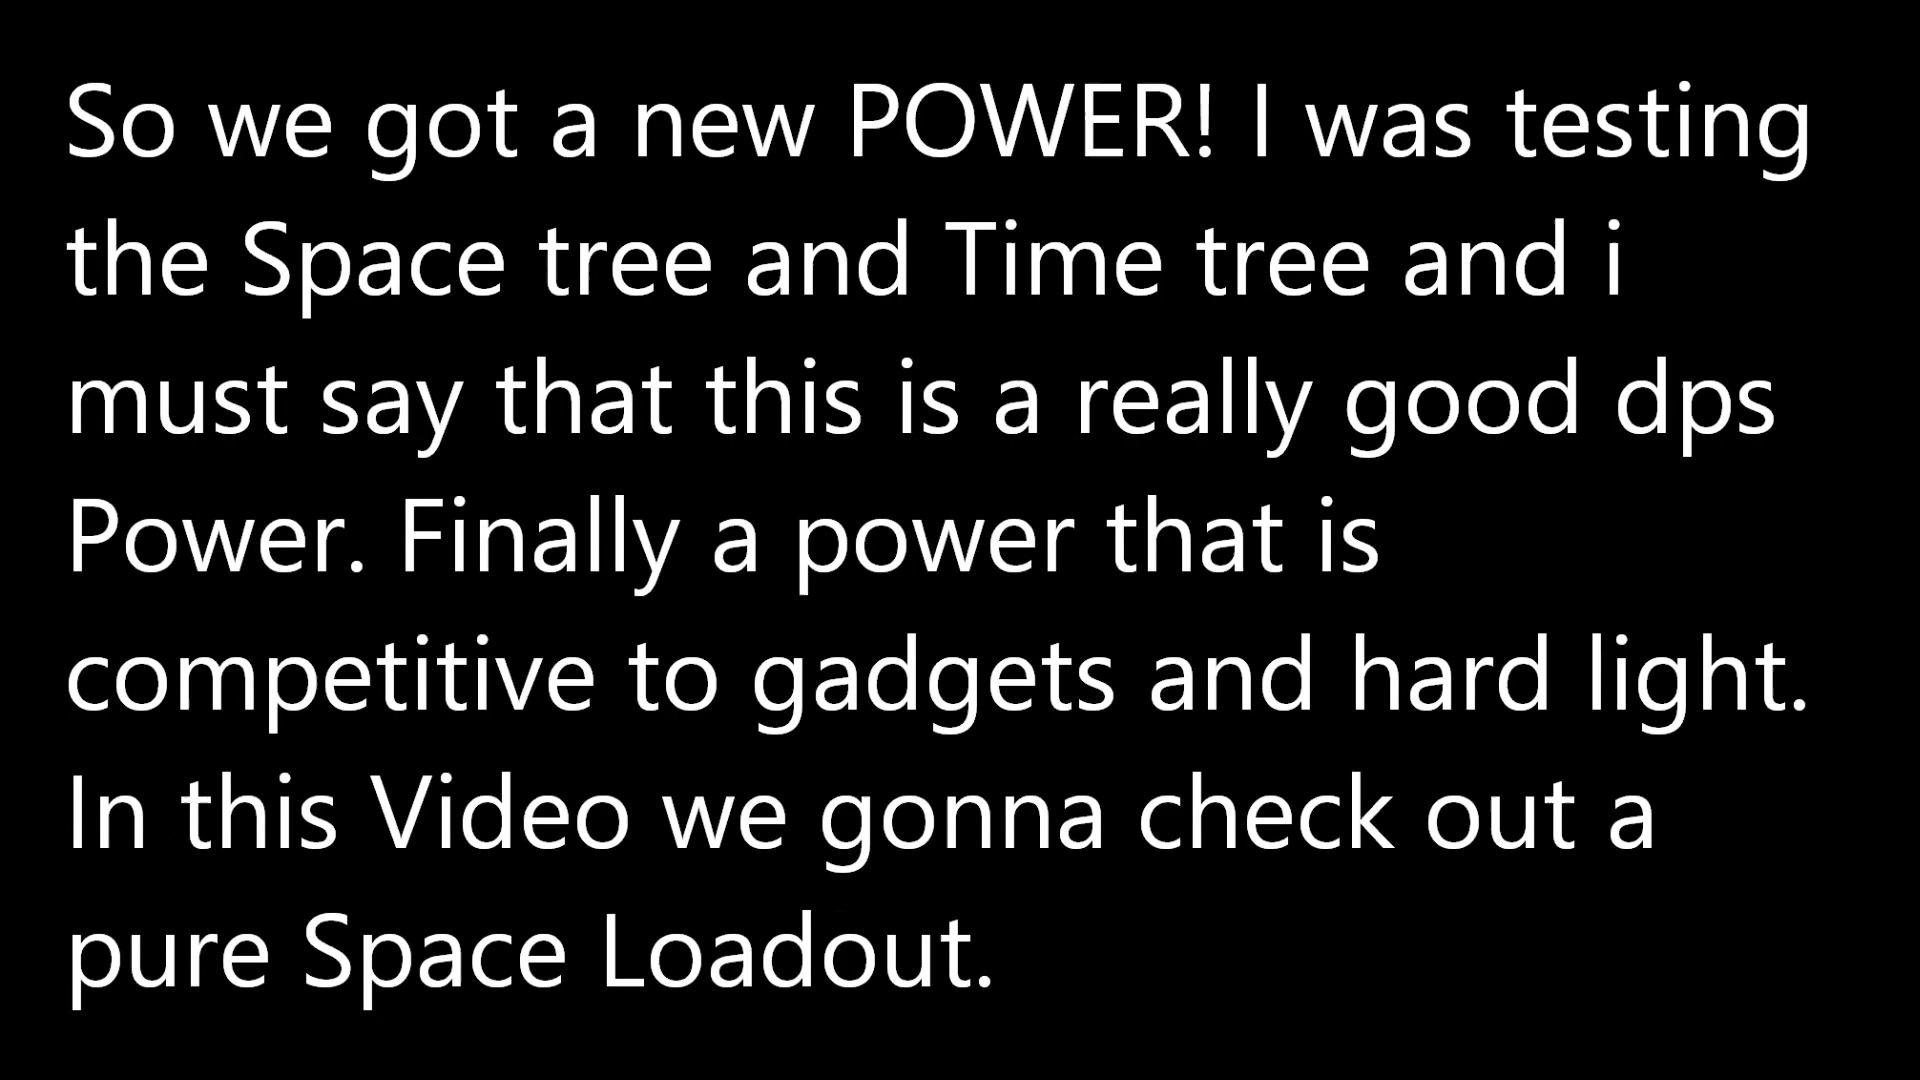 So we got a new POWER! I was testing
the Space tree and Time tree and i
must say that this is a really good dps
Power. Finally a power that is
competitive to gadgets and hard light.
In this Video we gonna check out a
pure Space Loadout.